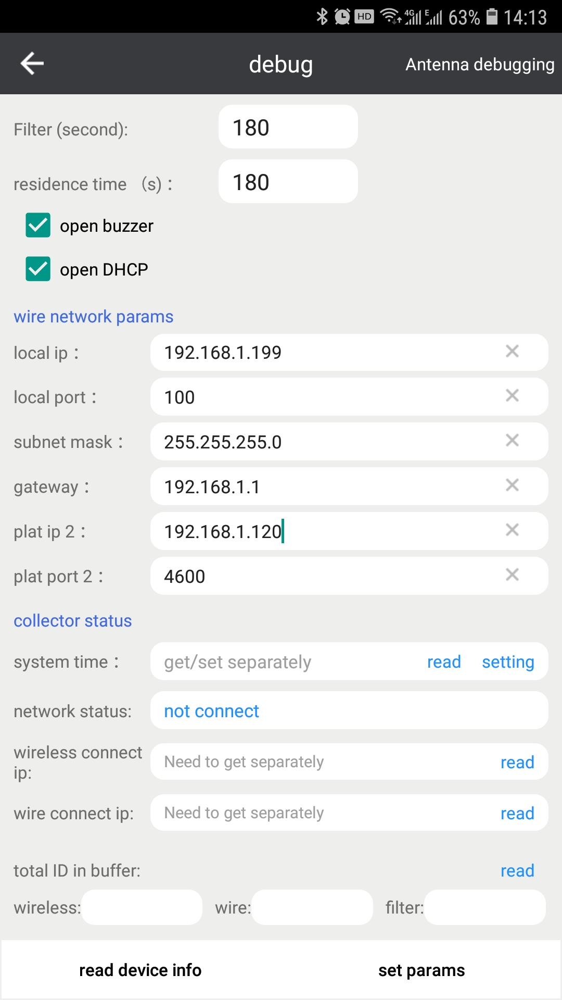 HD 4G E 63% 14:13
debug Antenna debugging
Filter (second): 180
residence time （s)： 180
open buzzer
open DHCP
wire network params
local ip： 192.168.1.199
local port： 100
subnet mask： 255.255.255.0
gateway： 192.168.1.1
plat ip 2： 192.168.1.120
plat port 2： 4600
collector status
system time： get/set separately read setting
network status: not connect
wireless connect
ip: Need to get separately read
wire connect ip: Need to get separately read
total ID in buffer: read
wireless: wire: filter:
read device info set params